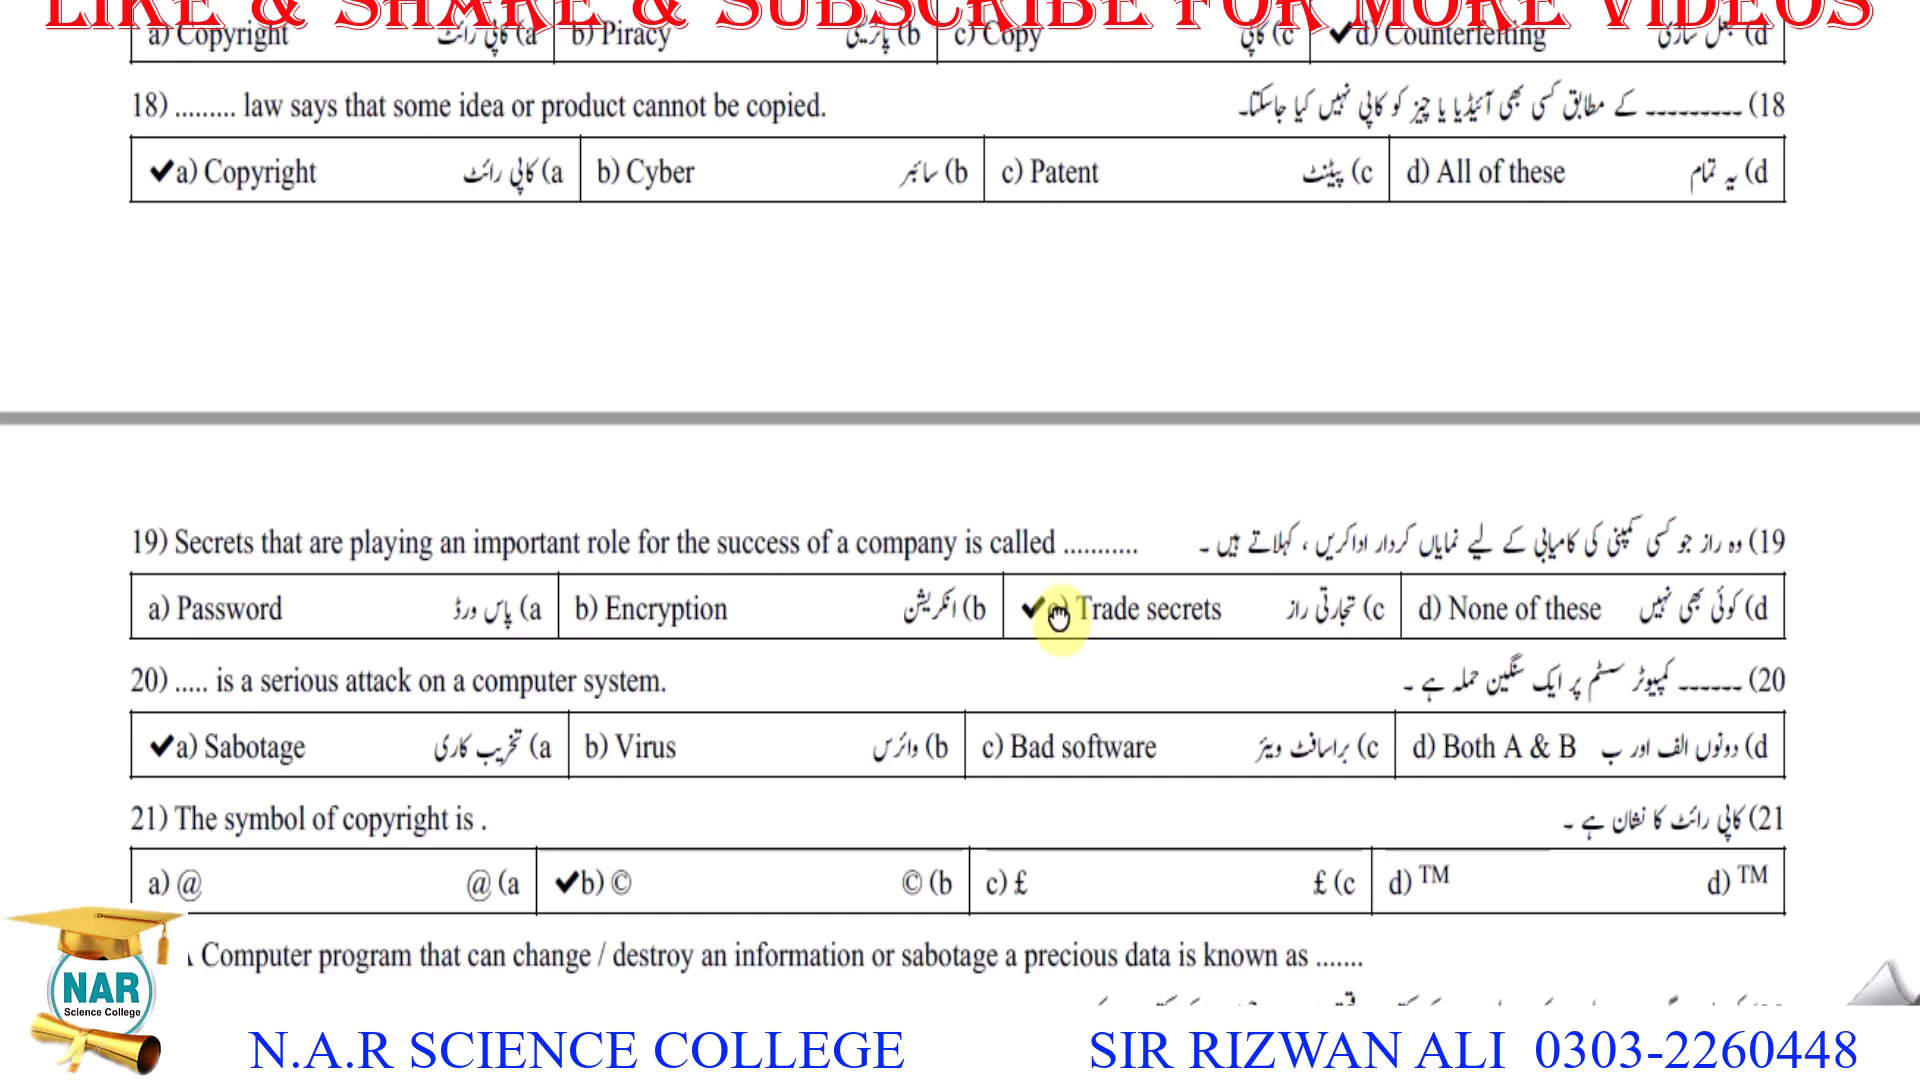 LIKE & SHARE & SUBSCRIBE FOR MORE VIDEOS
a) Copyright کاپی رائٹ (a b) Piracy پائریسی (b c) Copy کاپی (c ✔d) Counterfeiting جعل سازی (d
18) ......... law says that some idea or product cannot be copied. 18) ---------- کے مطابق کسی بھی آئیڈیا یا چیز کو کاپی نہیں کیا جاسکتا۔
✔a) Copyright کاپی رائٹ (a b) Cyber سائبر (b c) Patent پیٹنٹ (c d) All of these یہ تمام (d
19) Secrets that are playing an important role for the success of a company is called ........... 19) وہ راز جو کسی کمپنی کی کامیابی کے لیے نمایاں کردار ادا کریں ، کہلاتے ہیں ۔
a) Password پاس ورڈ (a b) Encryption انکرپشن (b ✔c) Trade secrets تجارتی راز (c d) None of these کوئی بھی نہیں (d
20) ..... is a serious attack on a computer system. 20) ------ کمپیوٹر سسٹم پر ایک سنگین حملہ ہے ۔
✔a) Sabotage تخریب کاری (a b) Virus وائرس (b c) Bad software براسافٹ ویئر (c d) Both A & B دونوں الف اور ب (d
21) The symbol of copyright is . 21) کاپی رائٹ کا نشان ہے ۔
a) @ @ (a ✔b) © © (b c) £ £ (c d) TM d) TM
Computer program that can change / destroy an information or sabotage a precious data is known as .......
NAR
Science College
N.A.R SCIENCE COLLEGE SIR RIZWAN ALI 0303-2260448